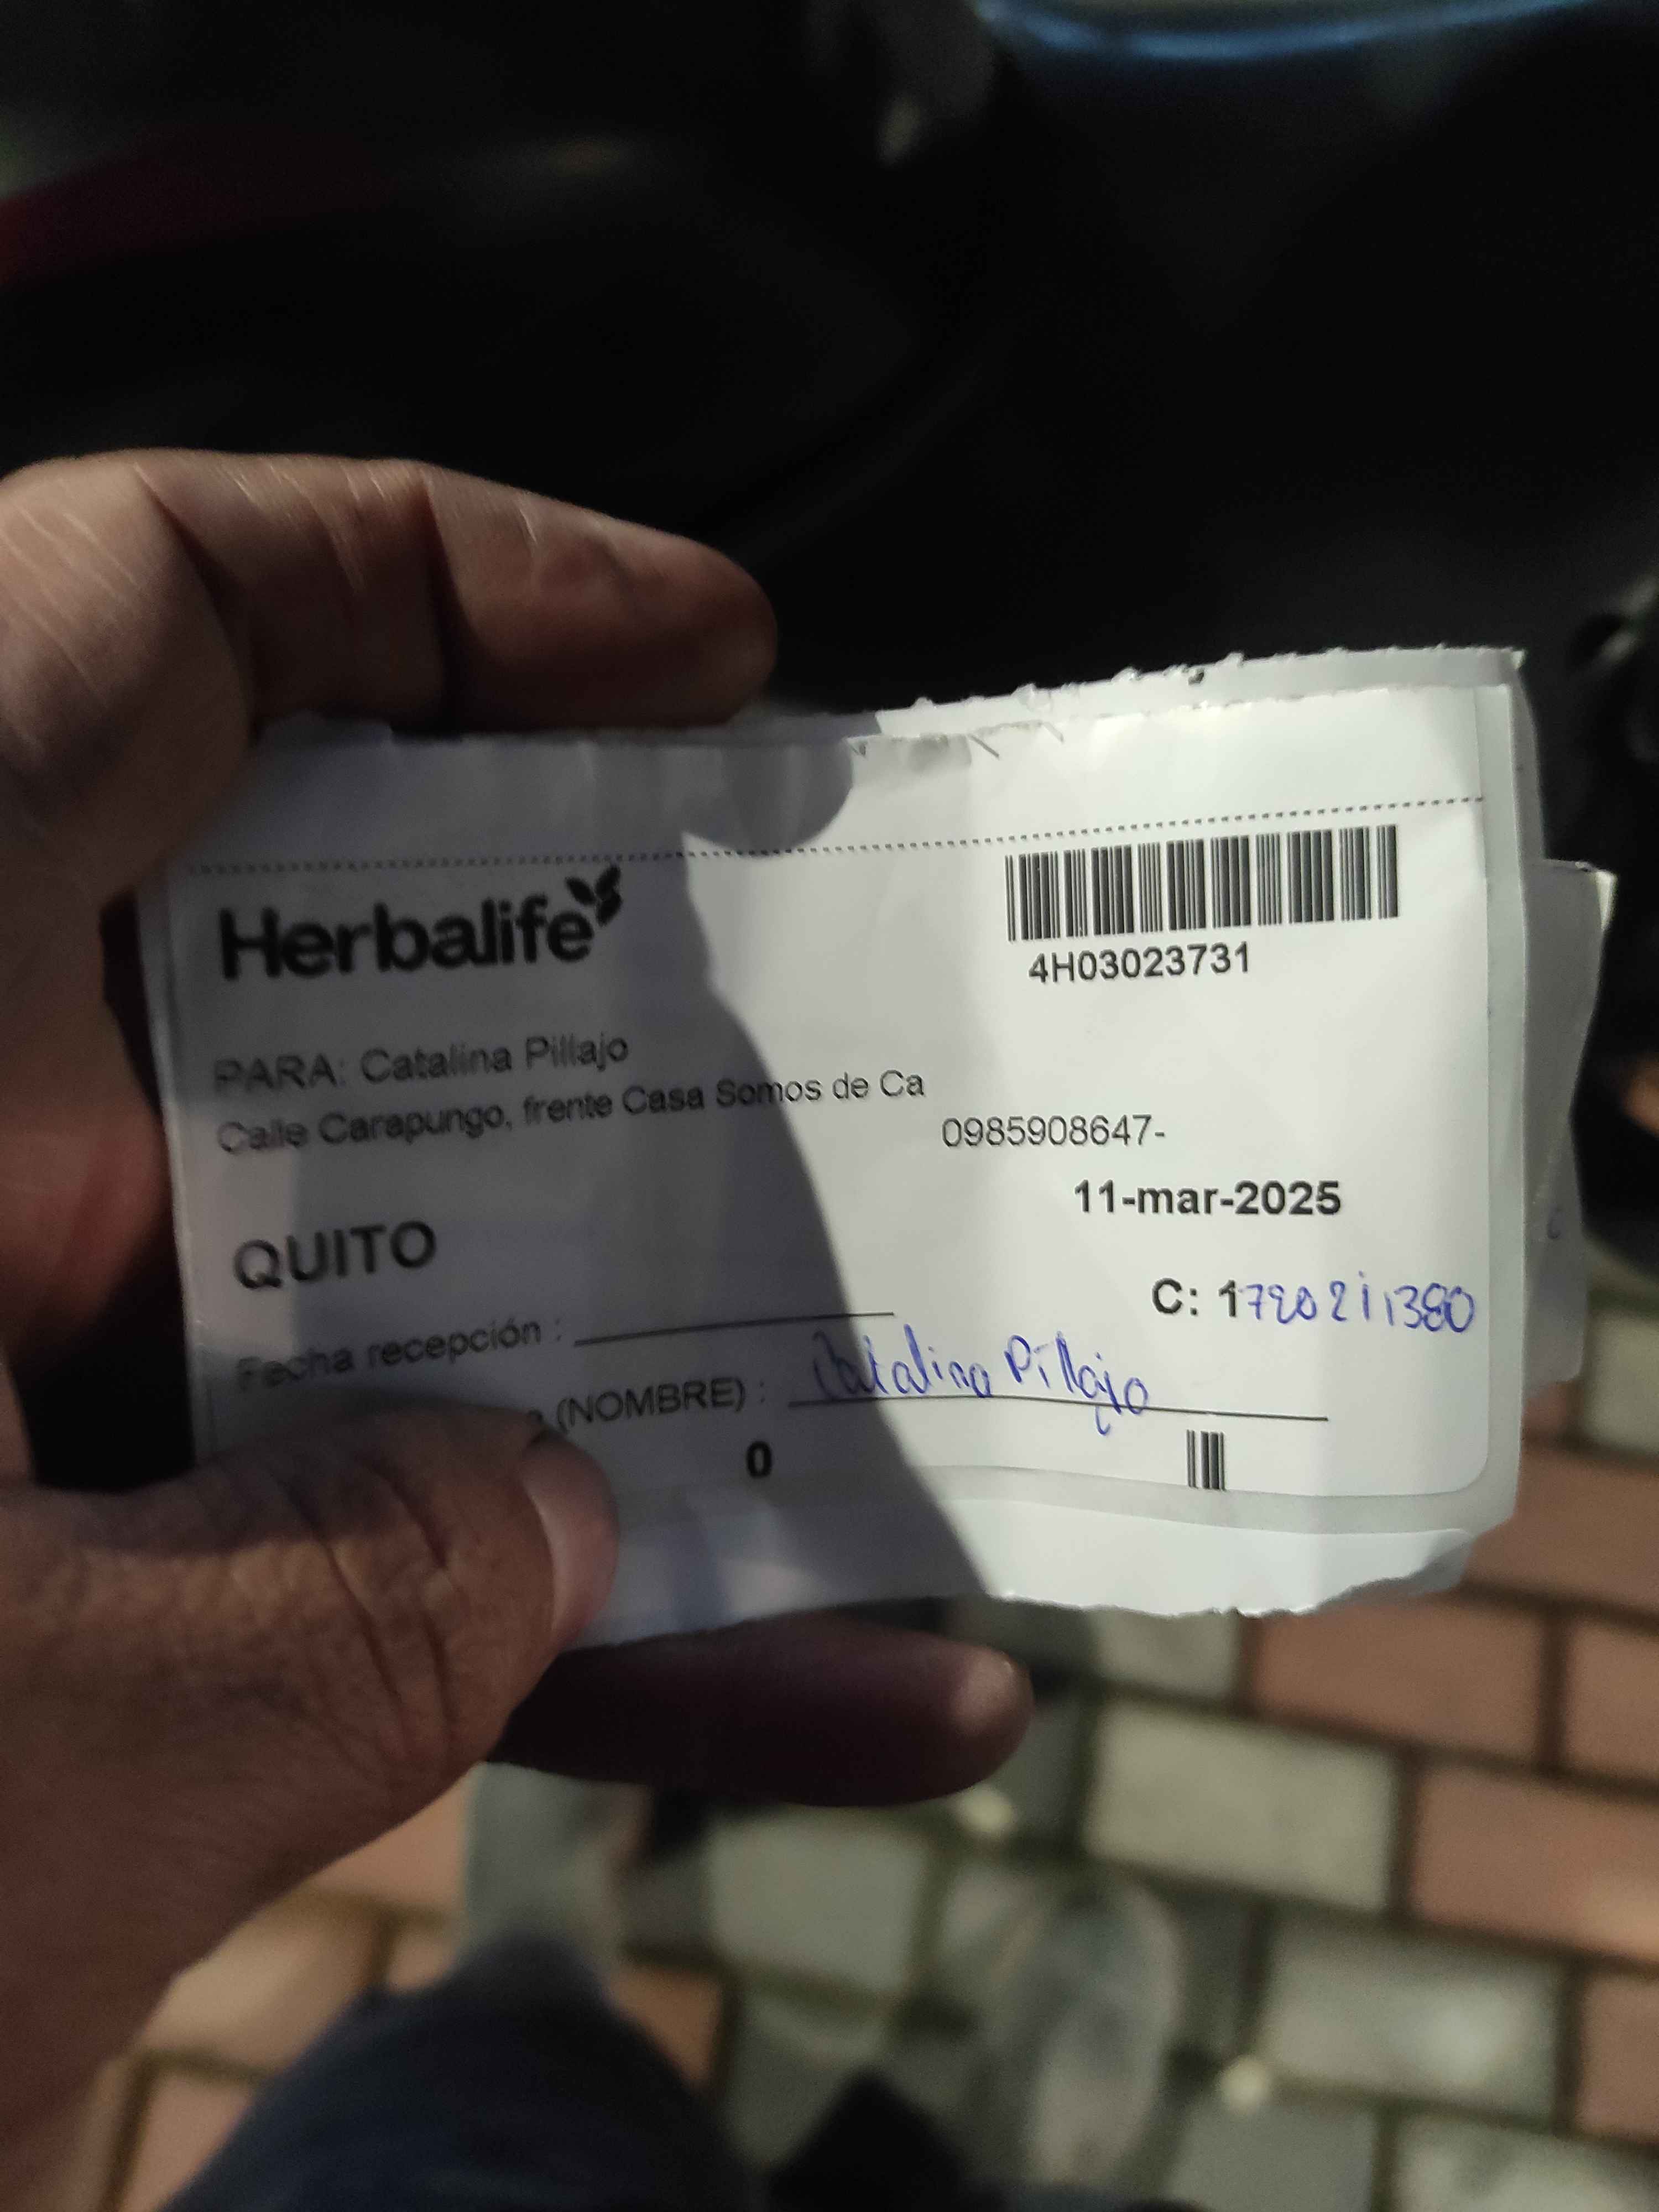 Herbalife
4H03023731
PARA: Catalina Pillajo
Calle Carapungo, frente Casa Somos de Ca
0985908647-
11-mar-2025
QUITO
C: 1720211380
Fecha recepción :
(NOMBRE) : Catalina Pillajo
0